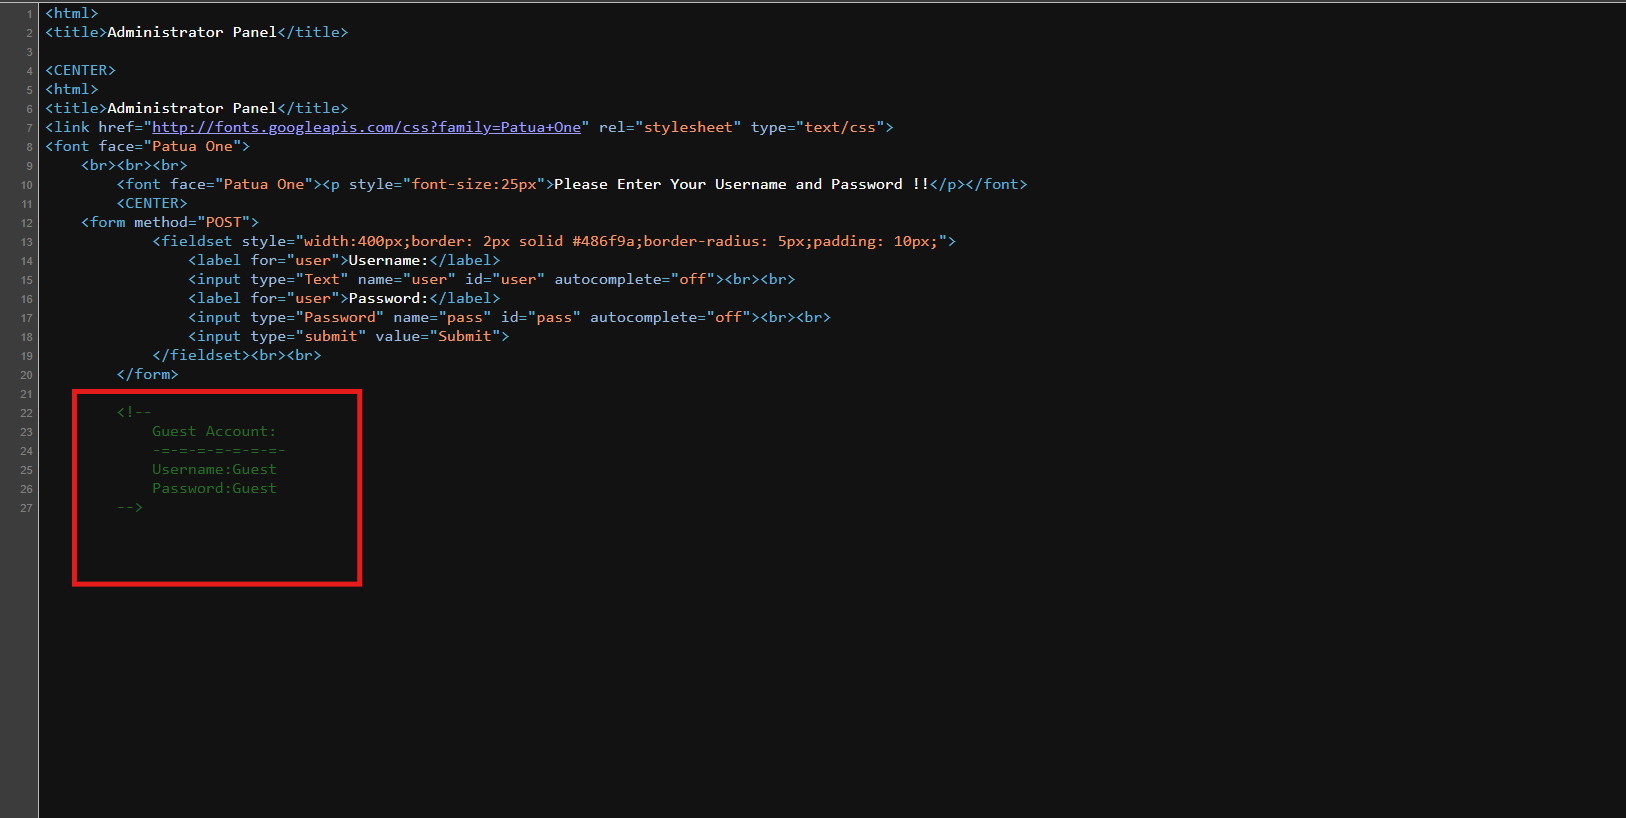 1 <html>
2 <title>Administrator Panel</title>
3
4 <CENTER>
5 <html>
6 <title>Administrator Panel</title>
7 <link href="http://fonts.googleapis.com/css?family=Patua+One" rel="stylesheet" type="text/css">
8 <font face="Patua One">
9 <br><br><br>
10 <font face="Patua One"><p style="font-size:25px">Please Enter Your Username and Password !!</p></font>
11 <CENTER>
12 <form method="POST">
13 <fieldset style="width:400px;border: 2px solid #486f9a;border-radius: 5px;padding: 10px;">
14 <label for="user">Username:</label>
15 <input type="Text" name="user" id="user" autocomplete="off"><br><br>
16 <label for="user">Password:</label>
17 <input type="Password" name="pass" id="pass" autocomplete="off"><br><br>
18 <input type="submit" value="Submit">
19 </fieldset><br><br>
20 </form>
21
22 <!--
23 Guest Account:
24 -=-=-=-=-=-=-=-
25 Username:Guest
26 Password:Guest
27 -->